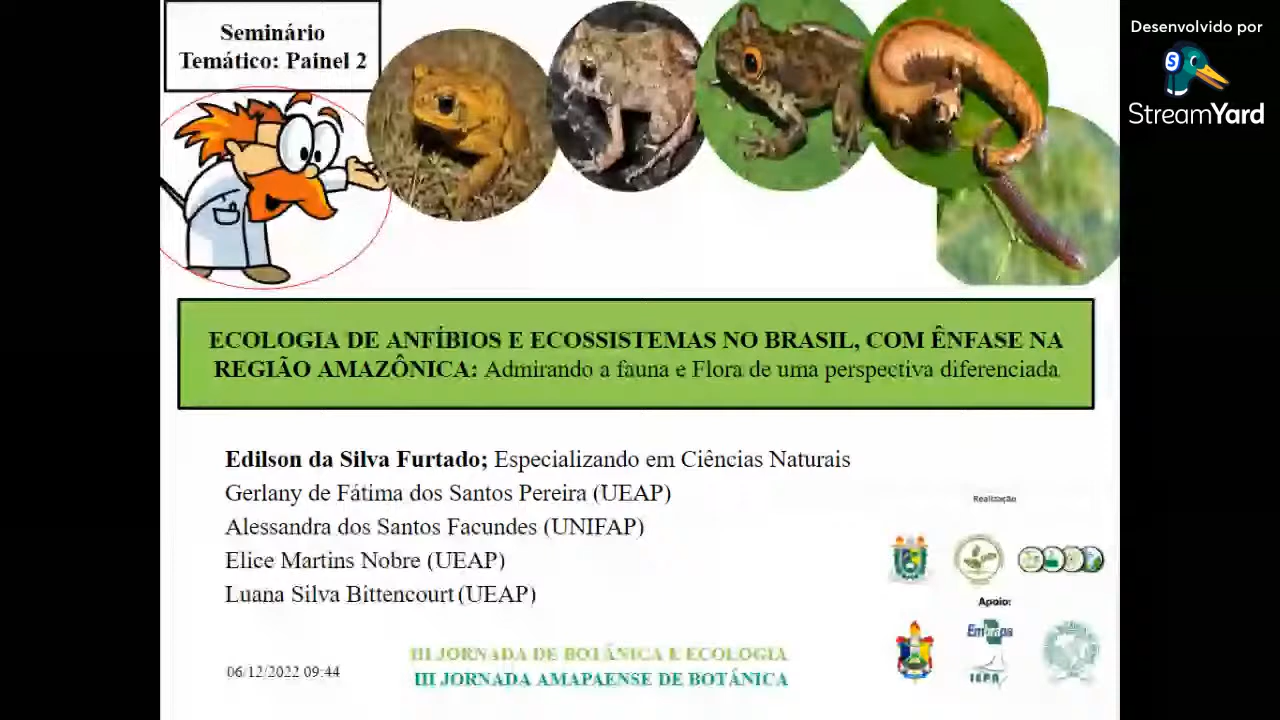 Seminário
Temático: Painel 2
Desenvolvido por
StreamYard
ECOLOGIA DE ANFÍBIOS E ECOSSISTEMAS NO BRASIL, COM ÊNFASE NA
REGIÃO AMAZÔNICA: Admirando a fauna e Flora de uma perspectiva diferenciada
Edilson da Silva Furtado; Especializando em Ciências Naturais
Gerlany de Fátima dos Santos Pereira (UEAP)
Alessandra dos Santos Facundes (UNIFAP)
Elice Martins Nobre (UEAP)
Luana Silva Bittencourt (UEAP)
Realização
Apoio:
Embrapa
IEPA
III JORNADA DE BOTÂNICA E ECOLOGIA
III JORNADA AMAPAENSE DE BOTÂNICA
06/12/2022 09:44